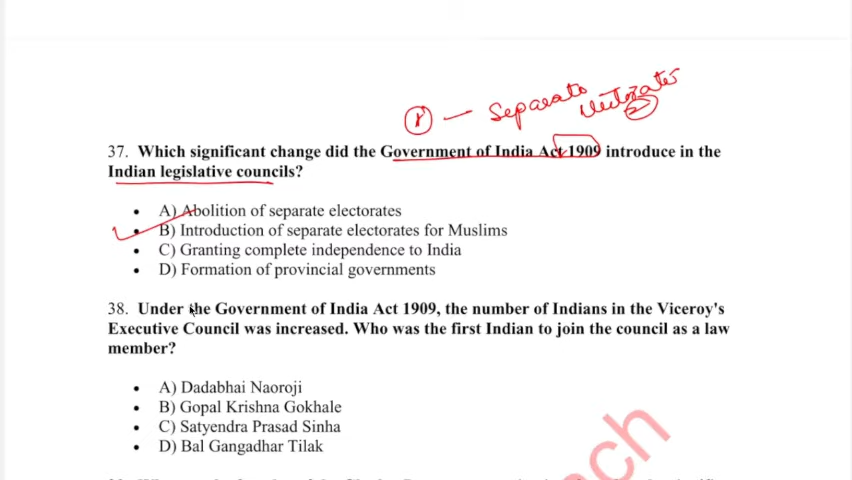 ① — Separate
electorates
37. Which significant change did the Government of India Act 1909 introduce in the
Indian legislative councils?
• A) Abolition of separate electorates
• B) Introduction of separate electorates for Muslims
• C) Granting complete independence to India
• D) Formation of provincial governments
38. Under the Government of India Act 1909, the number of Indians in the Viceroy's
Executive Council was increased. Who was the first Indian to join the council as a law
member?
• A) Dadabhai Naoroji
• B) Gopal Krishna Gokhale
• C) Satyendra Prasad Sinha
• D) Bal Gangadhar Tilak